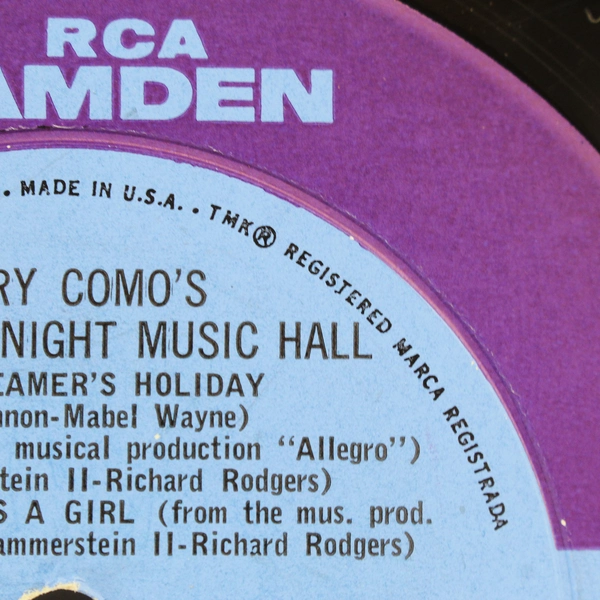 RCA
AMDEN
. MADE IN U.S.A. . TMK® REGISTERED MARCA REGISTRADA
RY COMO'S
NIGHT MUSIC HALL
EAMER'S HOLIDAY
nnon-Mabel Wayne)
musical production "Allegro")
tein II-Richard Rodgers)
S A GIRL (from the mus. prod.
ammerstein II-Richard Rodgers)